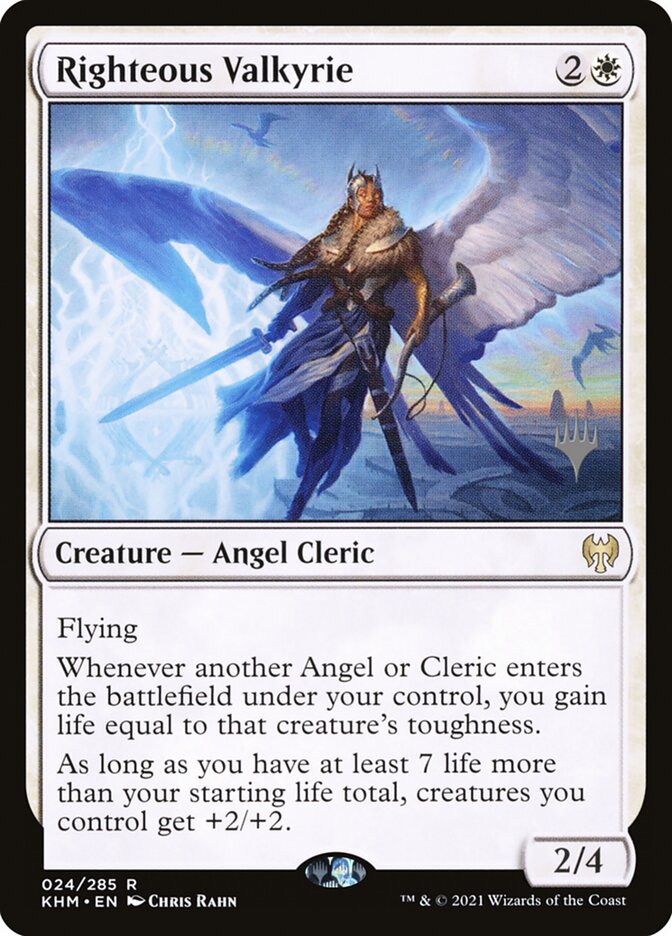 Righteous Valkyrie 2
Creature — Angel Cleric
Flying
Whenever another Angel or Cleric enters
the battlefield under your control, you gain
life equal to that creature's toughness.
As long as you have at least 7 life more
than your starting life total, creatures you
control get +2/+2.
2/4
024/285 R
KHM • EN Chris Rahn
™ & © 2021 Wizards of the Coast